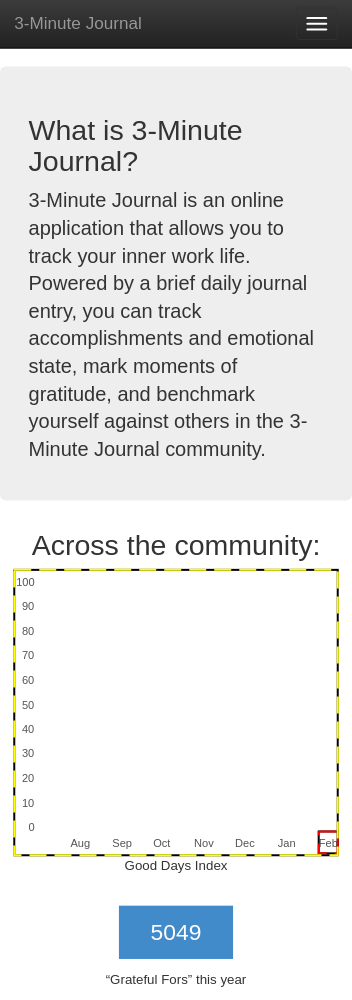 3-Minute Journal
What is 3-Minute
Journal?
3-Minute Journal is an online
application that allows you to
track your inner work life.
Powered by a brief daily journal
entry, you can track
accomplishments and emotional
state, mark moments of
gratitude, and benchmark
yourself against others in the 3-
Minute Journal community.
Across the community:
100
90
80
70
60
50
40
30
20
10
0
Aug Sep Oct Nov Dec Jan Feb
Good Days Index
5049
“Grateful Fors” this year